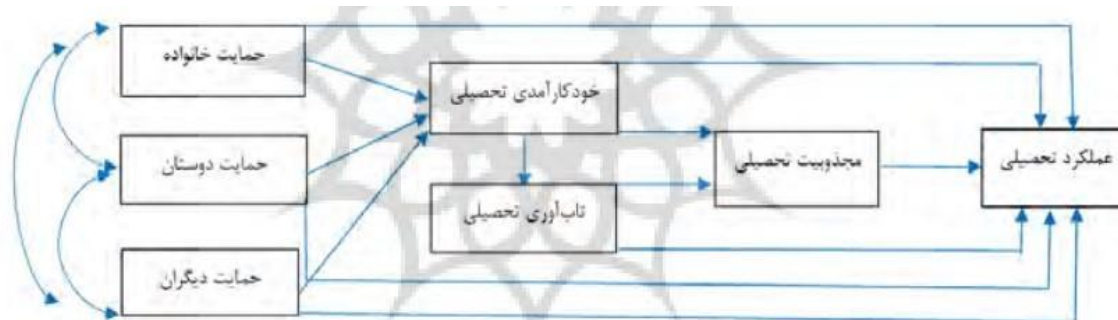 حمایت خانواده
حمایت دوستان
حمایت دیگران
خودکارآمدی تحصیلی
تاب‌آوری تحصیلی
مجذوبیت تحصیلی
عملکرد تحصیلی